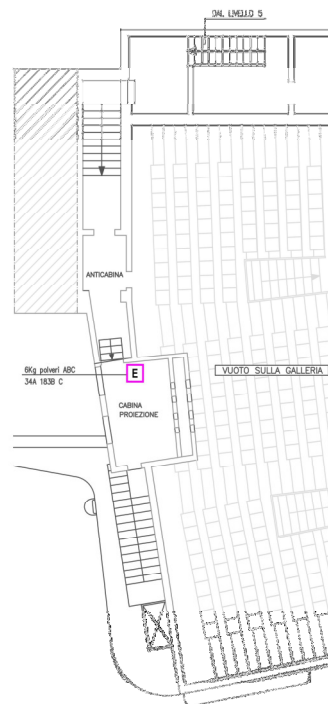 DAL LIVELLO 5
ANTICABINA
6Kg polveri ABC
34A 183B C
E
VUOTO SULLA GALLERIA
CABINA
PROIEZIONE